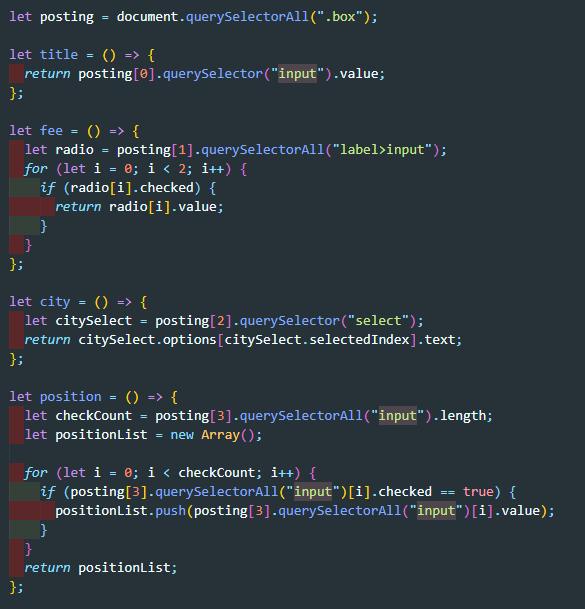 let posting = document.querySelectorAll(".box");
let title = () => {
return posting[0].querySelector("input").value;
};
let fee = () => {
let radio = posting[1].querySelectorAll("label>input");
for (let i = 0; i < 2; i++) {
if (radio[i].checked) {
return radio[i].value;
}
}
};
let city = () => {
let citySelect = posting[2].querySelector("select");
return citySelect.options[citySelect.selectedIndex].text;
};
let position = () => {
let checkCount = posting[3].querySelectorAll("input").length;
let positionList = new Array();
for (let i = 0; i < checkCount; i++) {
if (posting[3].querySelectorAll("input")[i].checked == true) {
positionList.push(posting[3].querySelectorAll("input")[i].value);
}
}
return positionList;
};